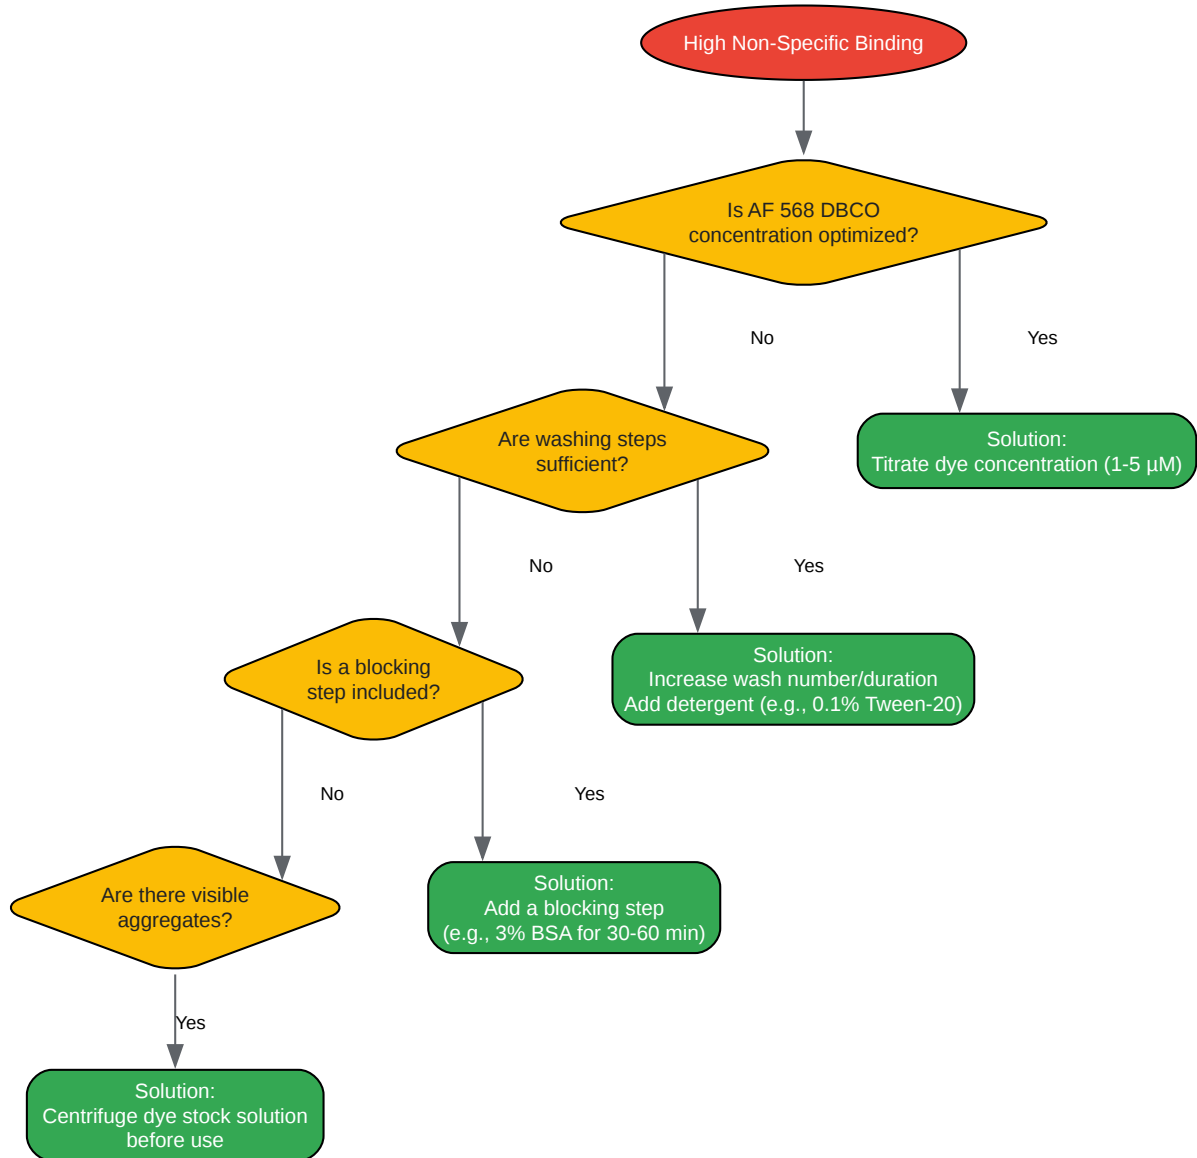 High Non-Specific Binding
Is AF 568 DBCO
concentration optimized?
No
Yes
Are washing steps
sufficient?
Solution:
Titrate dye concentration (1-5 µM)
No
Yes
Is a blocking
step included?
Solution:
Increase wash number/duration
Add detergent (e.g., 0.1% Tween-20)
No
Yes
Are there visible
aggregates?
Solution:
Add a blocking step
(e.g., 3% BSA for 30-60 min)
Yes
Solution:
Centrifuge dye stock solution
before use